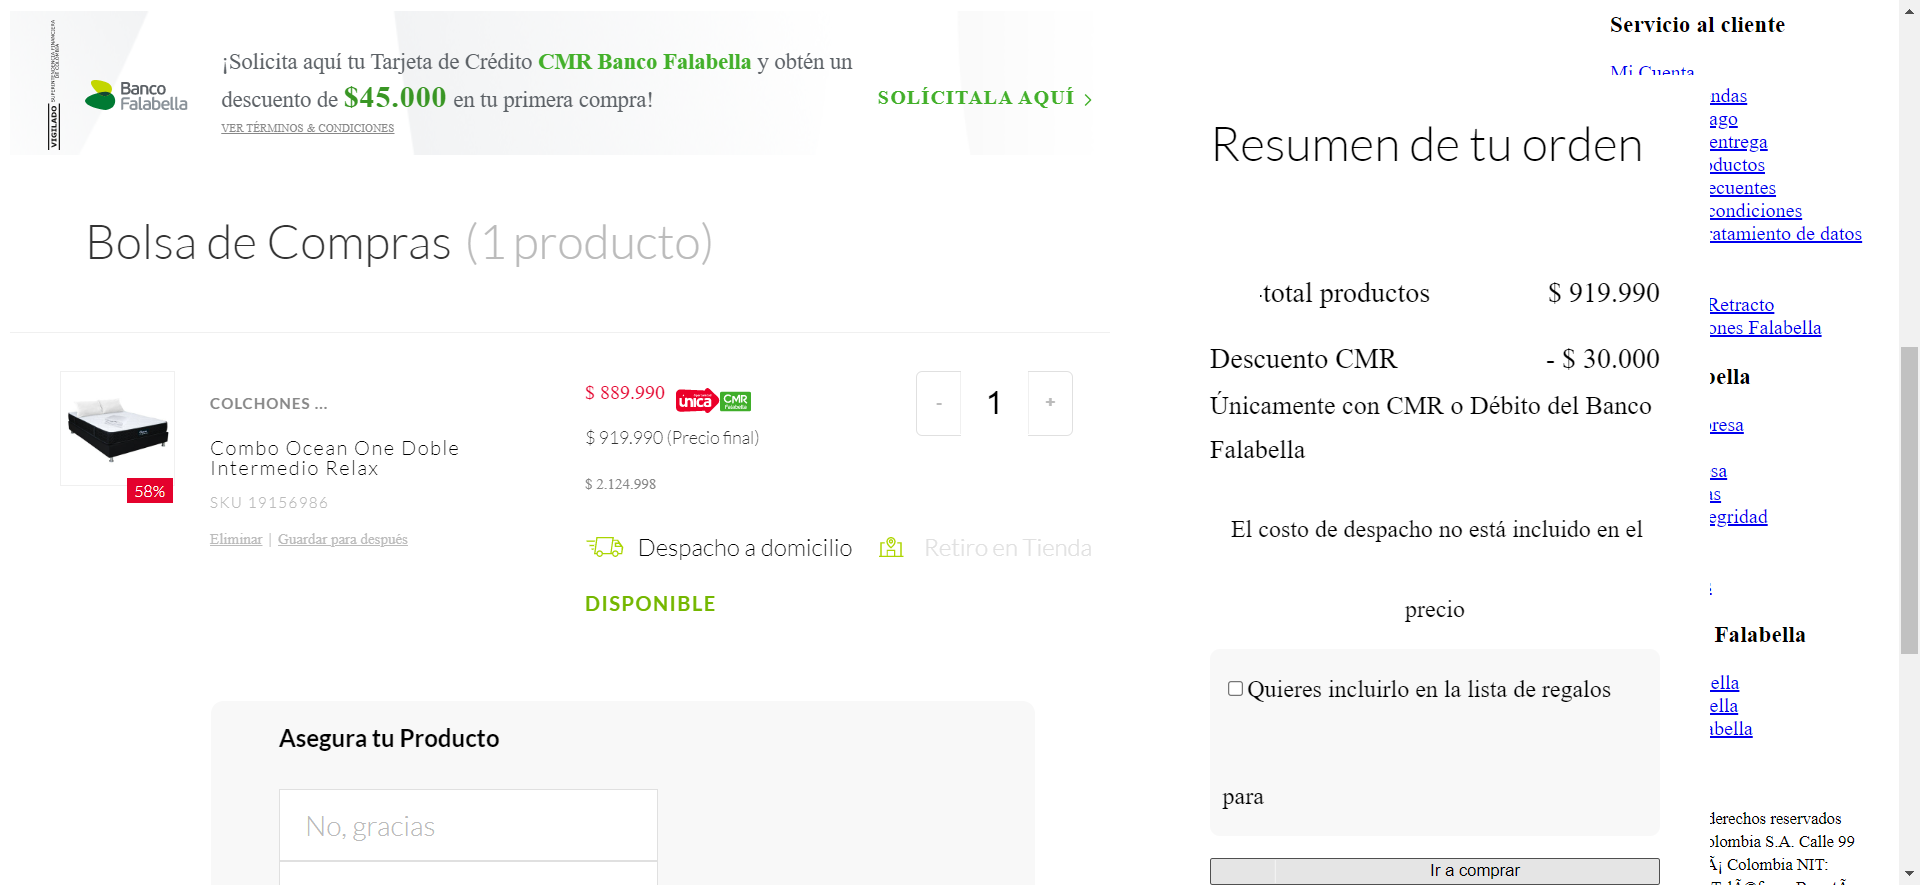 VIGILADO SUPERINTENDENCIA FINANCIERA DE COLOMBIA
Banco
Falabella
¡Solicita aquí tu Tarjeta de Crédito CMR Banco Falabella y obtén un
descuento de $45.000 en tu primera compra!
VER TÉRMINOS & CONDICIONES
SOLÍCITALA AQUÍ
Bolsa de Compras (1 producto)
58%
COLCHONES ...
Combo Ocean One Doble
Intermedio Relax
SKU 19156986
Eliminar | Guardar para después
$ 889.990
única
CMR
Falabella
$ 919.990 (Precio final)
$ 2.124.998
- 1 +
Despacho a domicilio
Retiro en Tienda
DISPONIBLE
Asegura tu Producto
No, gracias
Resumen de tu orden
-total productos $ 919.990
Descuento CMR - $ 30.000
Únicamente con CMR o Débito del Banco
Falabella
El costo de despacho no está incluido en el
precio
Quieres incluirlo en la lista de regalos
para
Ir a comprar
Servicio al cliente
Mi Cuenta
ndas
ago
entrega
oductos
ecuentes
condiciones
ratamiento de datos
Retracto
ones Falabella
bella
resa
sa
as
egridad
s
Falabella
ella
ella
abella
derechos reservados
olombia S.A. Calle 99
Ã¡ Colombia NIT: